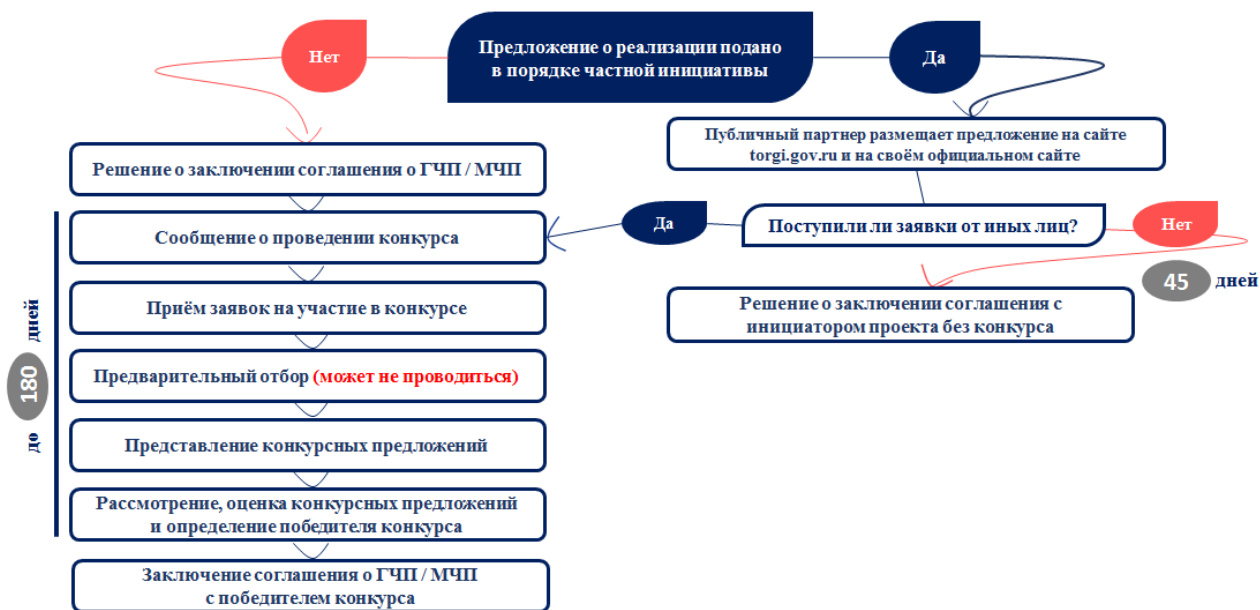 Предложение о реализации подано
в порядке частной инициативы
Нет
Да
Публичный партнер размещает предложение на сайте
torgi.gov.ru и на своём официальном сайте
Решение о заключении соглашения о ГЧП / МЧП
Поступили ли заявки от иных лиц?
Да
Нет
Сообщение о проведении конкурса
45 дней
Решение о заключении соглашения с
инициатором проекта без конкурса
Приём заявок на участие в конкурсе
до 180 дней
Предварительный отбор (может не проводиться)
Представление конкурсных предложений
Рассмотрение, оценка конкурсных предложений
и определение победителя конкурса
Заключение соглашения о ГЧП / МЧП
с победителем конкурса